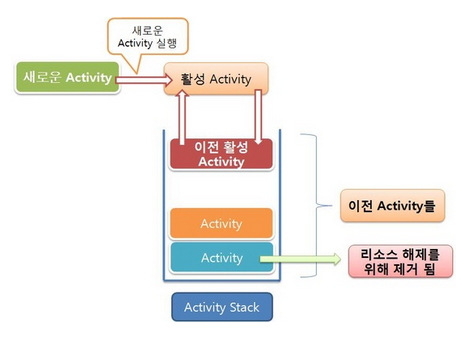 새로운
Activity 실행
새로운 Activity
활성 Activity
이전 활성
Activity
이전 Activity들
Activity
Activity
리소스 해제를
위해 제거 됨
Activity Stack